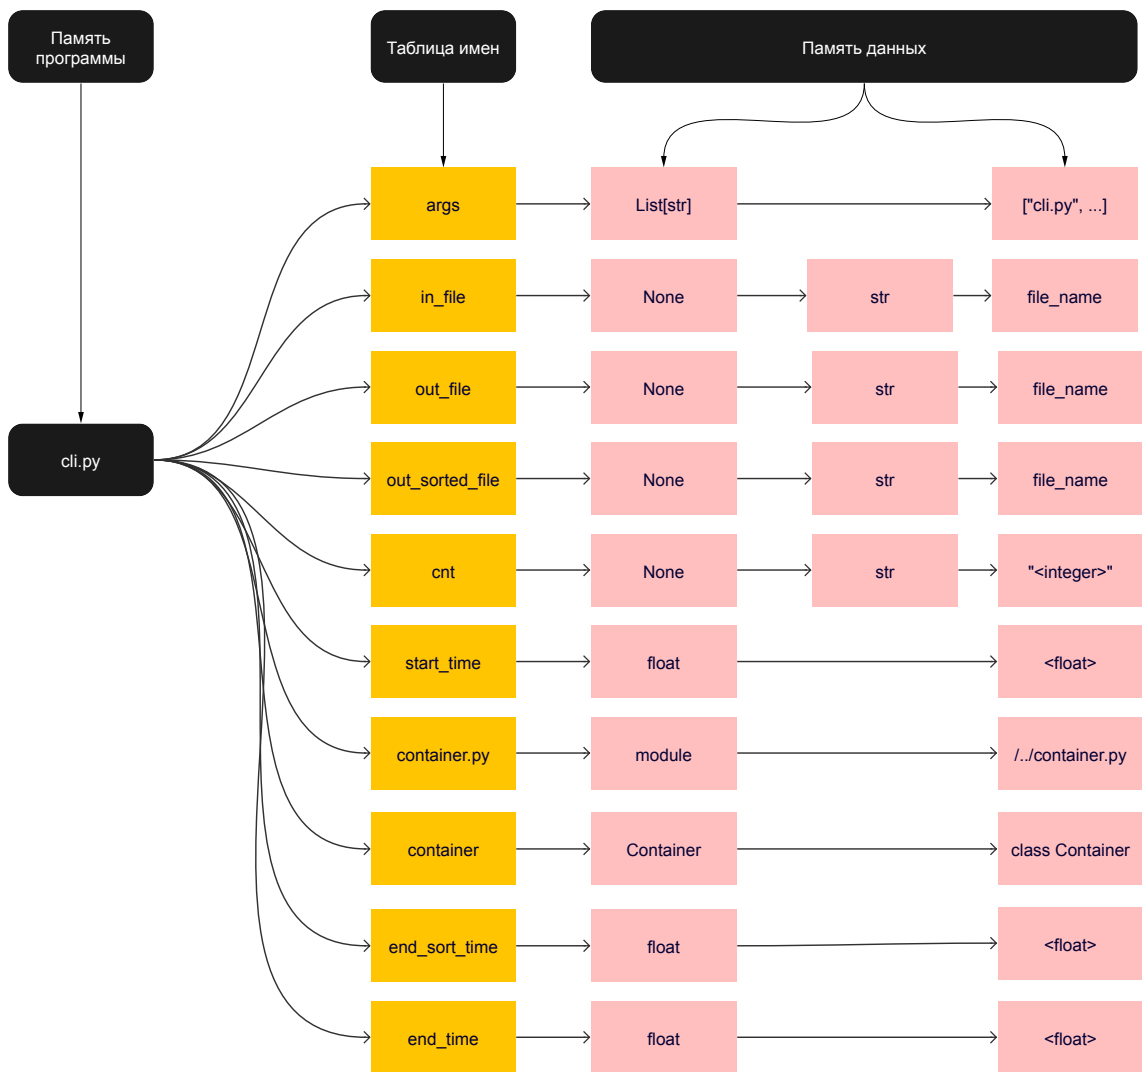 Память
программы
Таблица имен
Память данных
args
List[str]
["cli.py", ...]
in_file
None
str
file_name
out_file
None
str
file_name
cli.py
out_sorted_file
None
str
file_name
cnt
None
str
"<integer>"
start_time
float
<float>
container.py
module
/../container.py
container
Container
class Container
end_sort_time
float
<float>
end_time
float
<float>